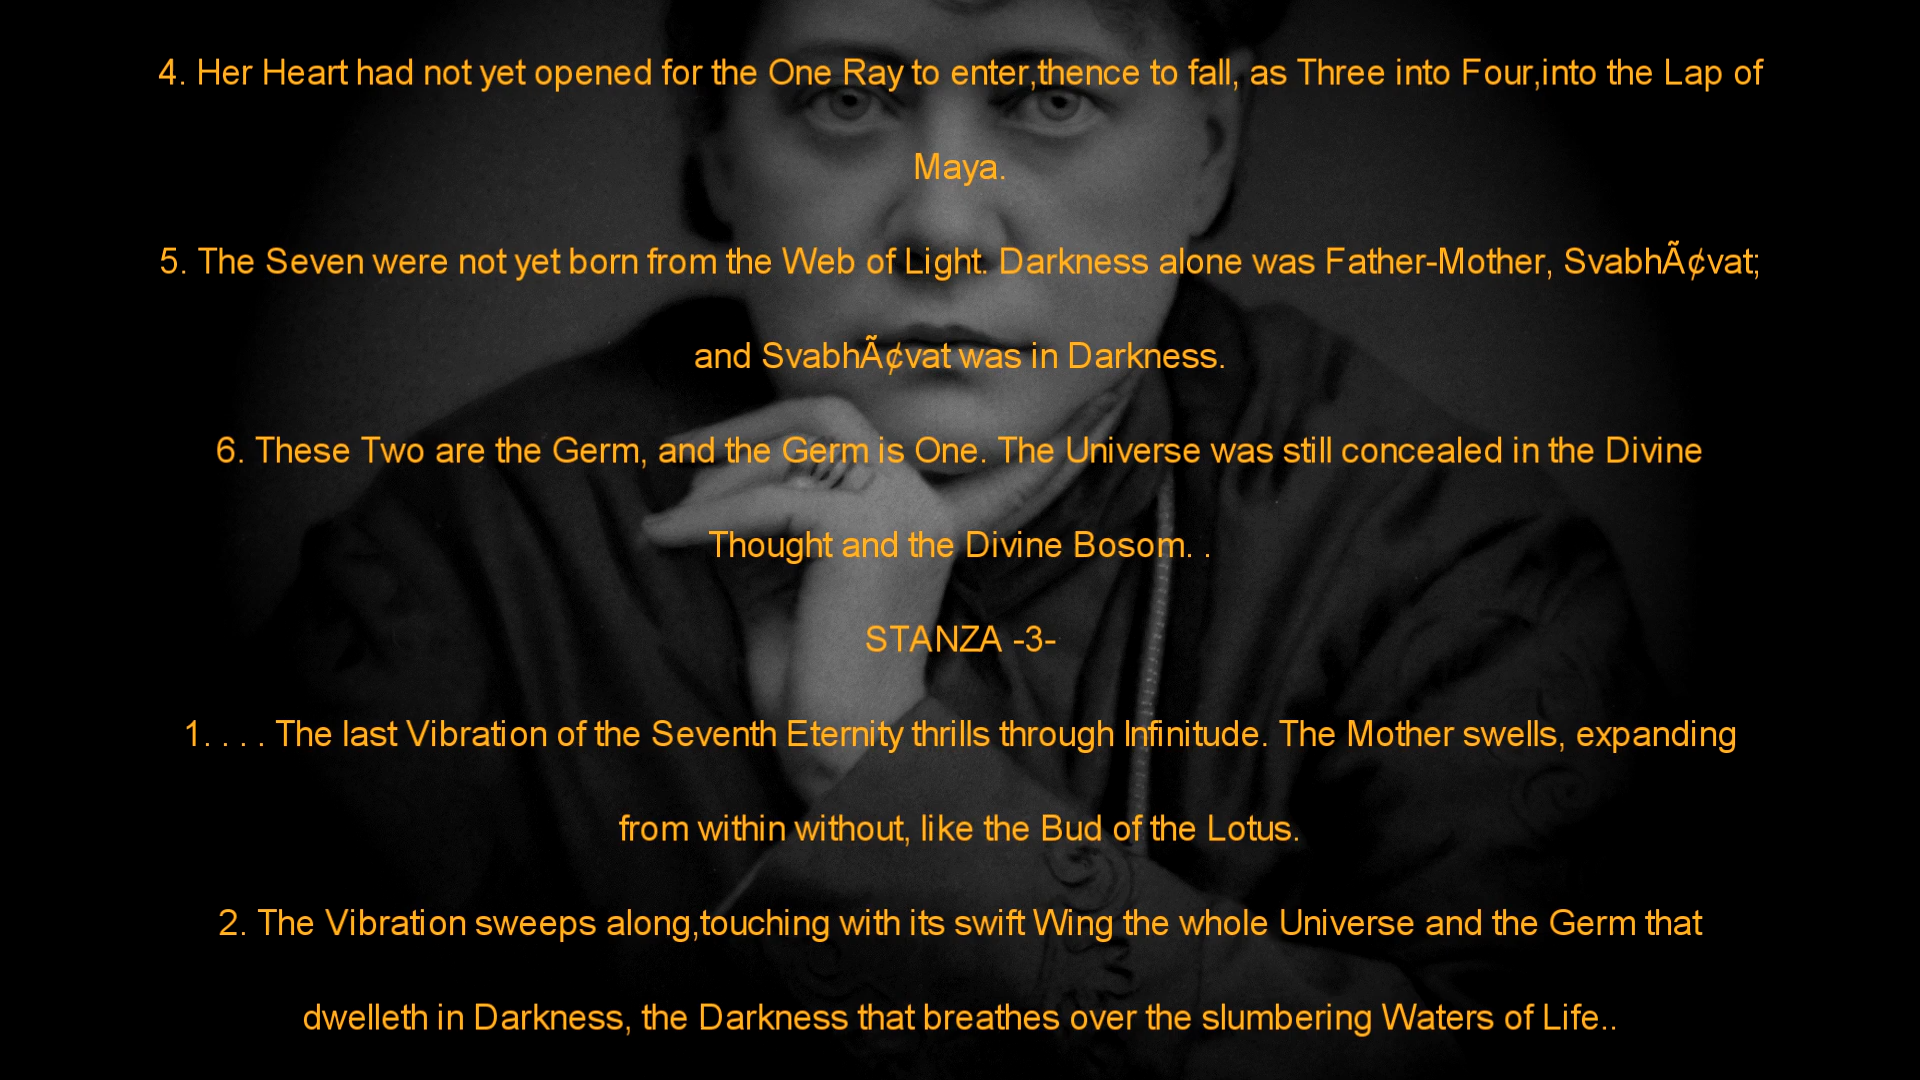 4. Her Heart had not yet opened for the One Ray to enter,thence to fall, as Three into Four,into the Lap of
Maya.
5. The Seven were not yet born from the Web of Light. Darkness alone was Father-Mother, SvabhÃ¢vat;
and SvabhÃ¢vat was in Darkness.
6. These Two are the Germ, and the Germ is One. The Universe was still concealed in the Divine
Thought and the Divine Bosom. .
STANZA -3-
1. . . . The last Vibration of the Seventh Eternity thrills through Infinitude. The Mother swells, expanding
from within without, like the Bud of the Lotus.
2. The Vibration sweeps along,touching with its swift Wing the whole Universe and the Germ that
dwelleth in Darkness, the Darkness that breathes over the slumbering Waters of Life..